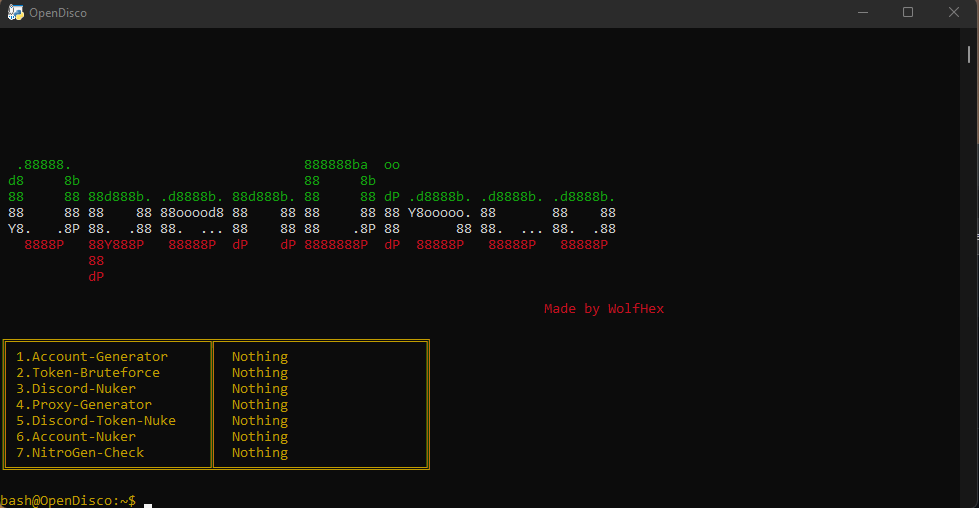 OpenDisco
.88888. 888888ba oo
d8 8b 88 8b
88 88 88d888b. .d8888b. 88d888b. 88 88 dP .d8888b. .d8888b. .d8888b.
88 88 88 88 88ooood8 88 88 88 88 88 Y8ooooo. 88 88 88
Y8. .8P 88. .88 88. ... 88 88 88 .8P 88 88 88. ... 88. .88
8888P 88Y888P 88888P dP dP 8888888P dP 88888P 88888P 88888P
88
dP
Made by WolfHex
1.Account-Generator Nothing
2.Token-Bruteforce Nothing
3.Discord-Nuker Nothing
4.Proxy-Generator Nothing
5.Discord-Token-Nuke Nothing
6.Account-Nuker Nothing
7.NitroGen-Check Nothing
bash@OpenDisco:~$